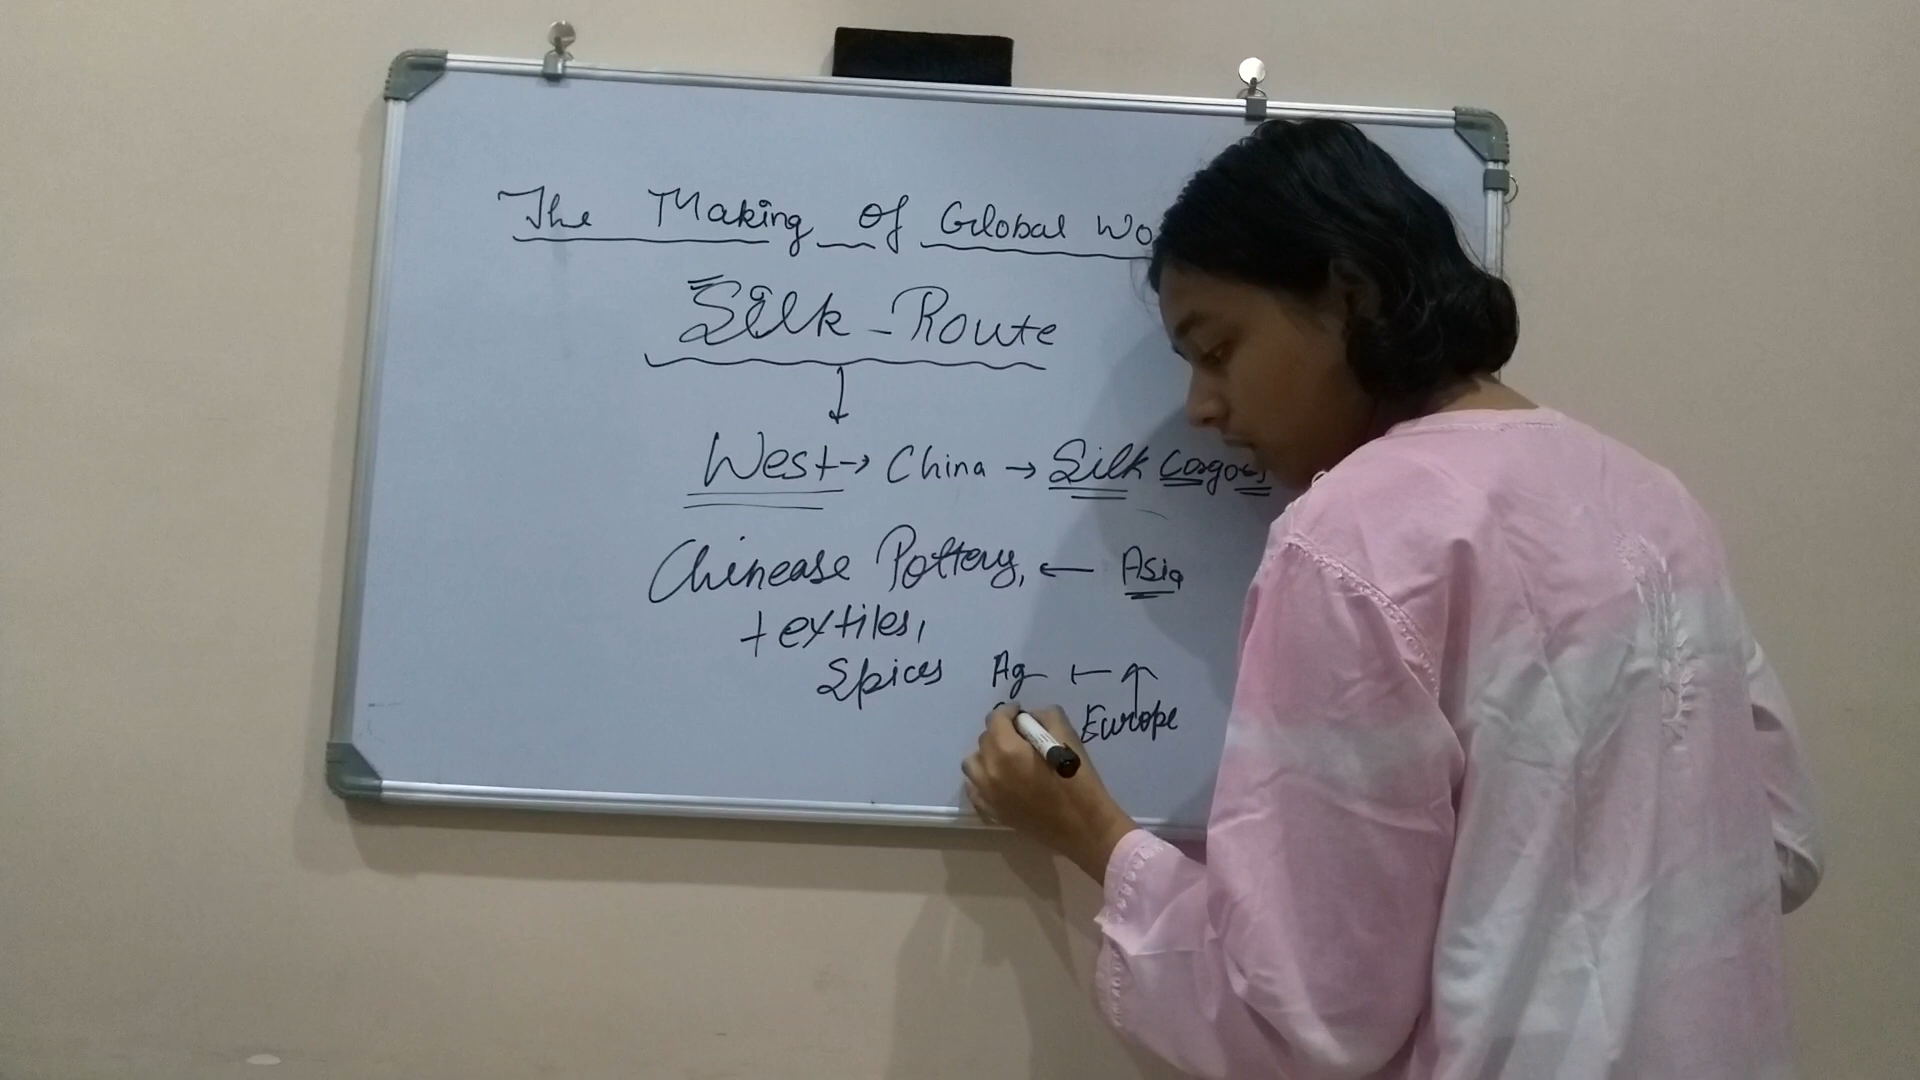 The Making of Global Wo
Silk-Route
West → China → Silk Cargoes
Chinease Pottery, ← Asia
textiles,
Spices Ag ← ↑
Europe